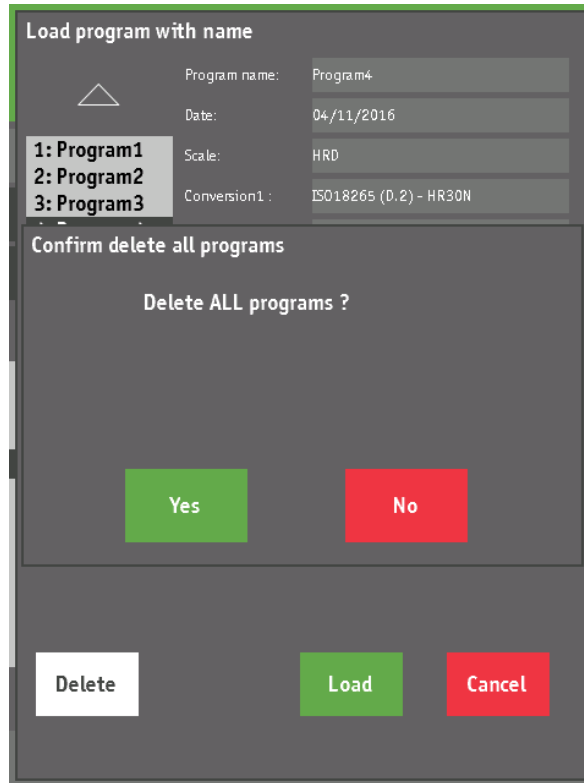 Load program with name
Program name: Program4
Date: 04/11/2016
1: Program1
Scale: HRD
2: Program2
3: Program3
Conversion1 : ISO18265 (D.2) - HR30N
Confirm delete all programs
Delete ALL programs ?
Yes No
Delete Load Cancel